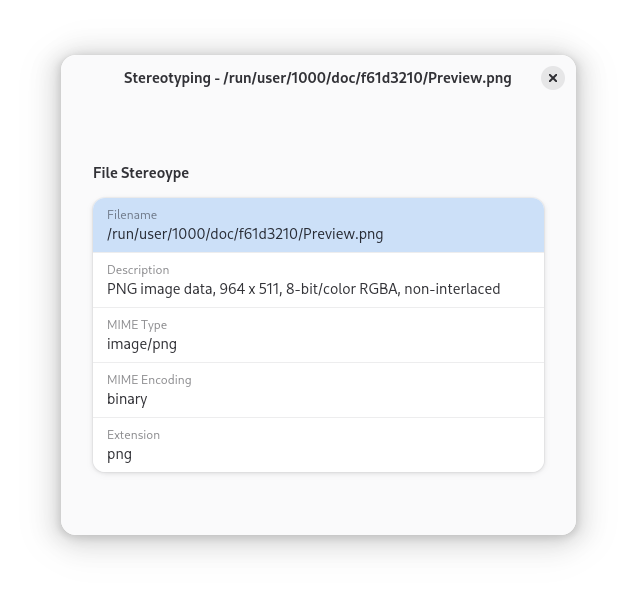 Stereotyping - /run/user/1000/doc/f61d3210/Preview.png
File Stereoype
Filename
/run/user/1000/doc/f61d3210/Preview.png
Description
PNG image data, 964 x 511, 8-bit/color RGBA, non-interlaced
MIME Type
image/png
MIME Encoding
binary
Extension
png